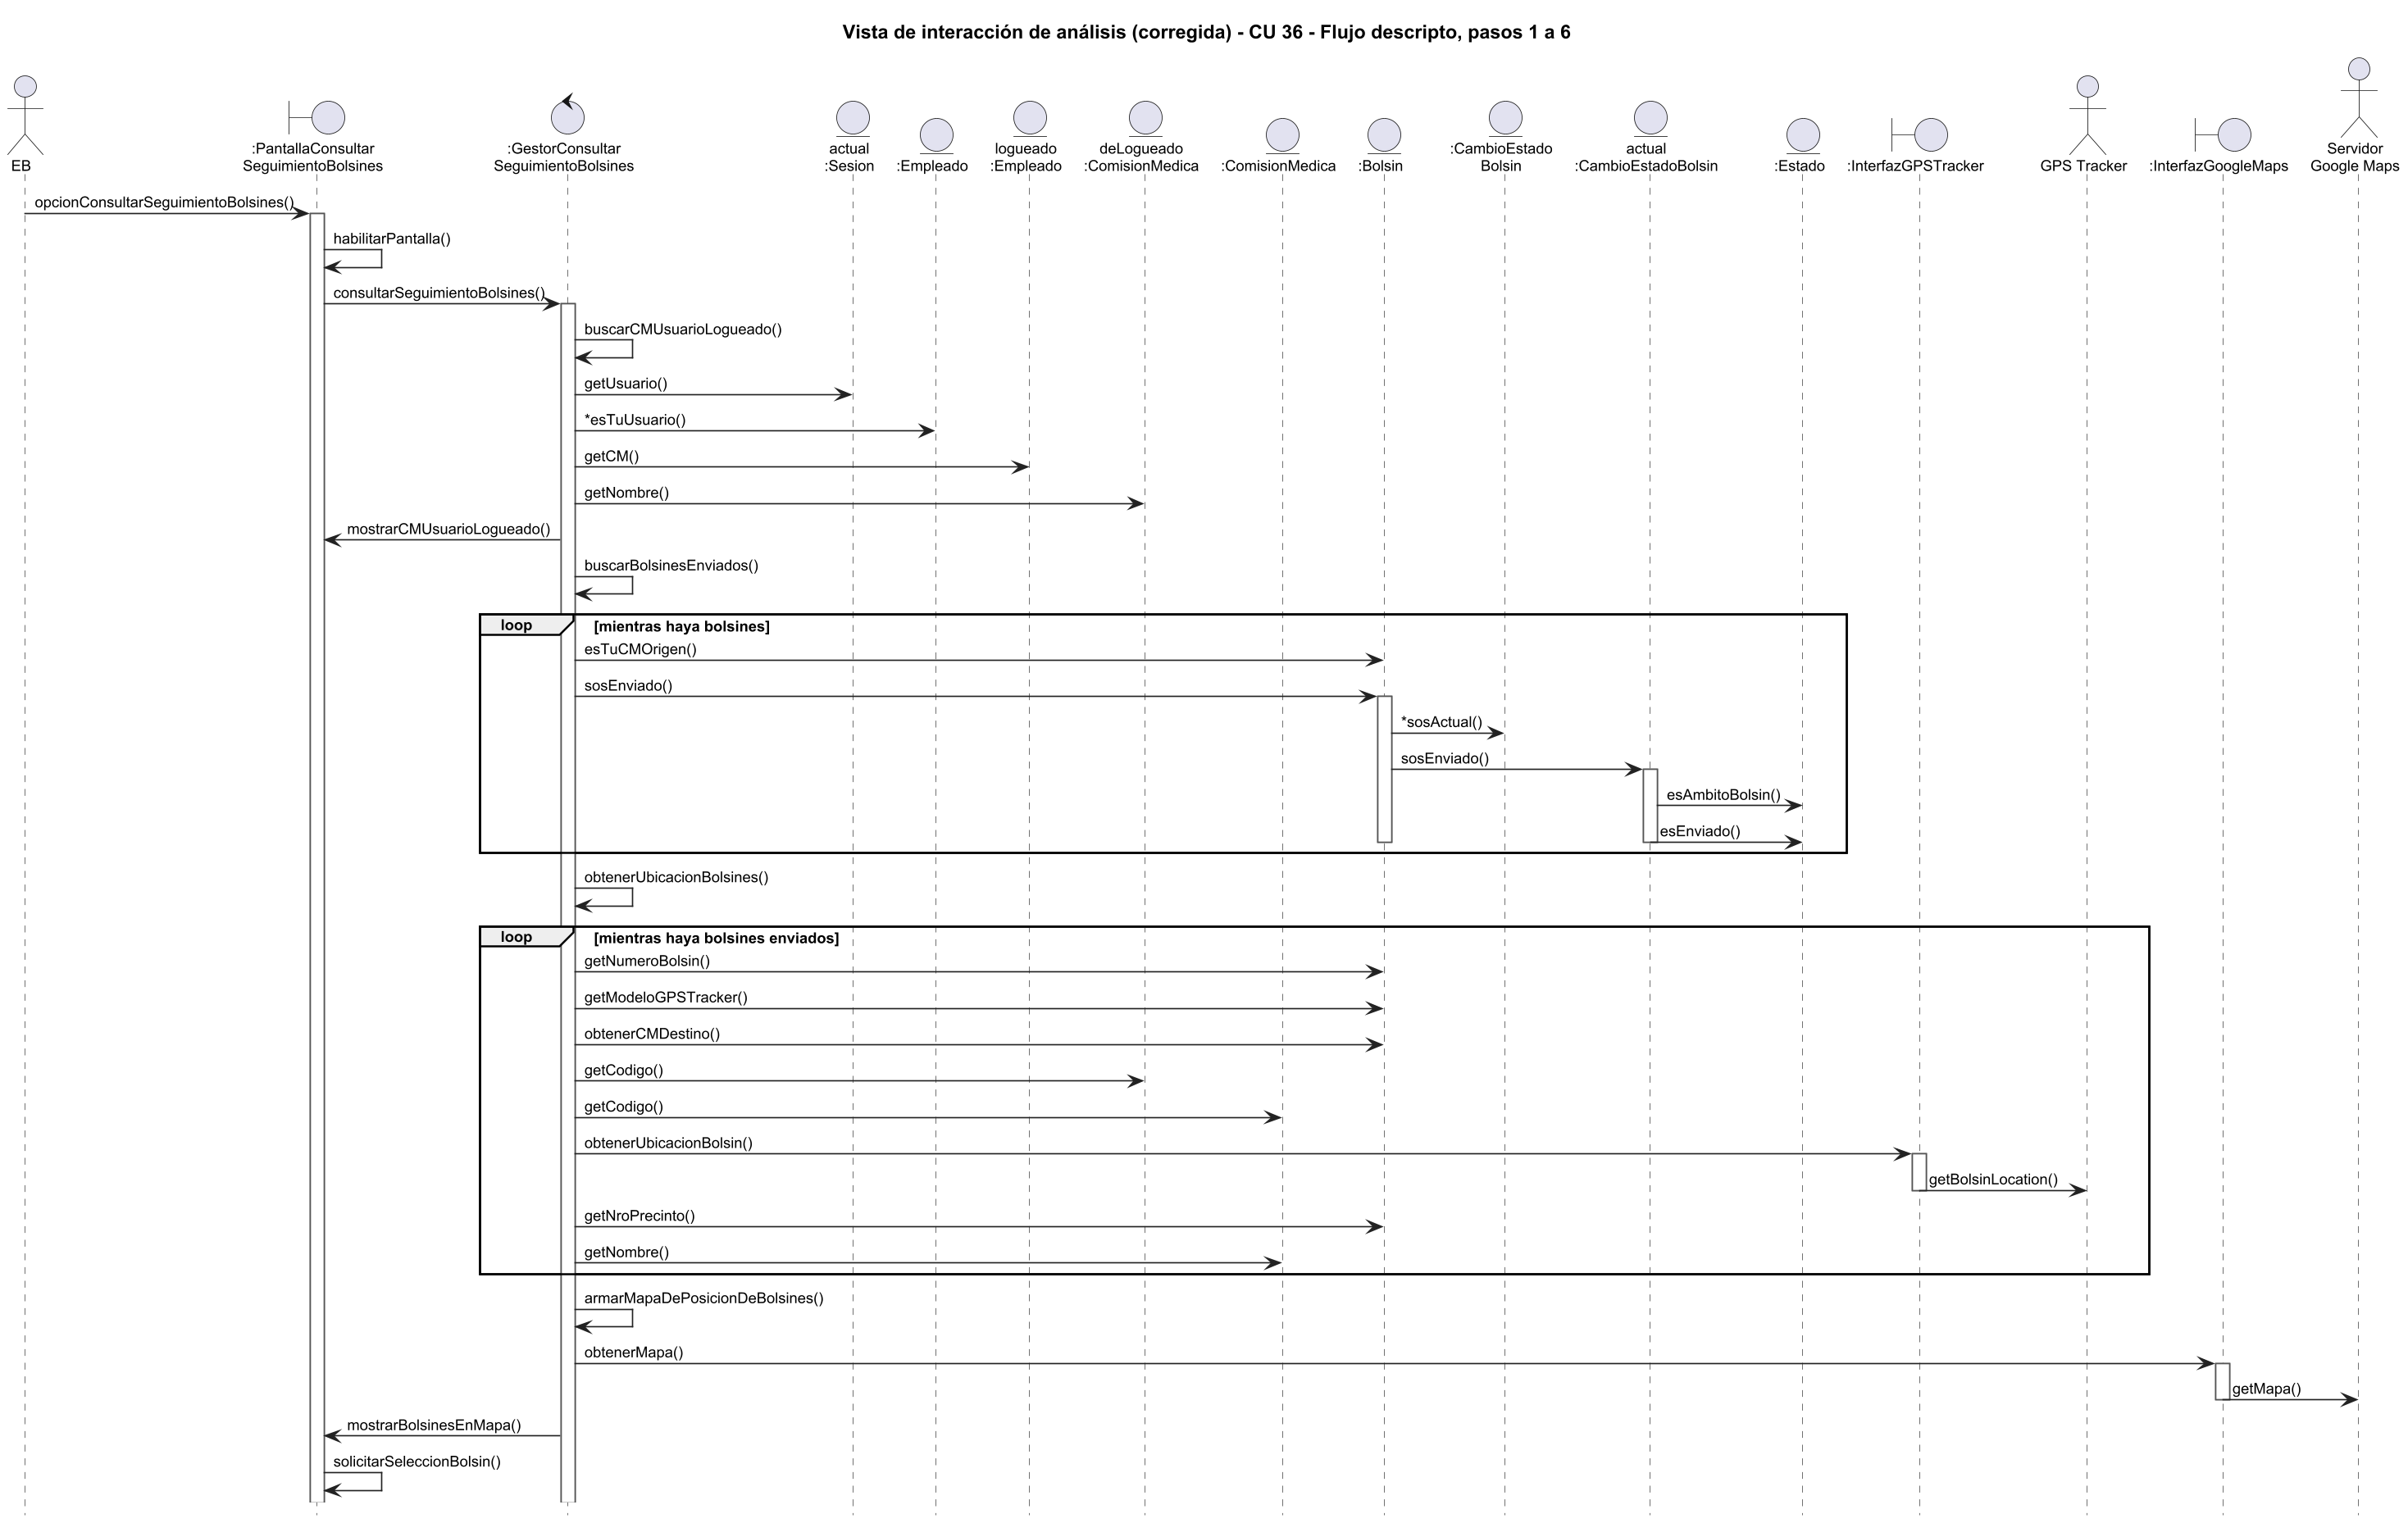 Vista de interacción de análisis (corregida) - CU 36 - Flujo descripto, pasos 1 a 6
EB
:PantallaConsultar
SeguimientoBolsines
:GestorConsultar
SeguimientoBolsines
actual
:Sesion
:Empleado
logueado
:Empleado
deLogueado
:ComisionMedica
:ComisionMedica
:Bolsin
:CambioEstado
Bolsin
actual
:CambioEstadoBolsin
:Estado
:InterfazGPSTracker
GPS Tracker
:InterfazGoogleMaps
Servidor
Google Maps
opcionConsultarSeguimientoBolsines()
habilitarPantalla()
consultarSeguimientoBolsines()
buscarCMUsuarioLogueado()
getUsuario()
*esTuUsuario()
getCM()
getNombre()
mostrarCMUsuarioLogueado()
buscarBolsinesEnviados()
loop [mientras haya bolsines]
esTuCMOrigen()
sosEnviado()
*sosActual()
sosEnviado()
esAmbitoBolsin()
esEnviado()
obtenerUbicacionBolsines()
loop [mientras haya bolsines enviados]
getNumeroBolsin()
getModeloGPSTracker()
obtenerCMDestino()
getCodigo()
getCodigo()
obtenerUbicacionBolsin()
getBolsinLocation()
getNroPrecinto()
getNombre()
armarMapaDePosicionDeBolsines()
obtenerMapa()
getMapa()
mostrarBolsinesEnMapa()
solicitarSeleccionBolsin()